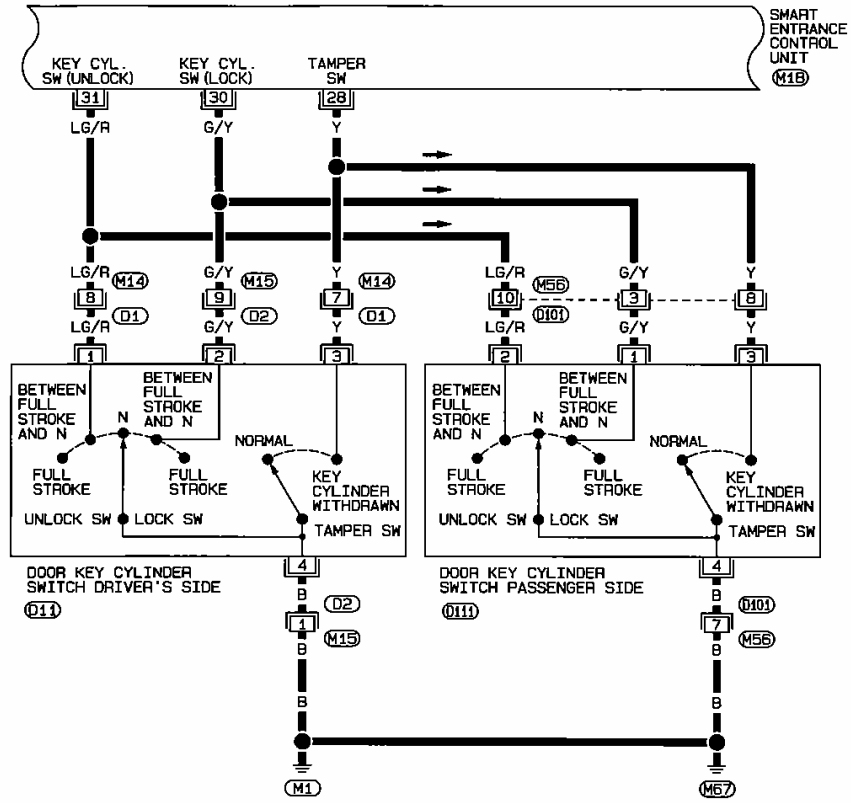 SMART
ENTRANCE
CONTROL
UNIT
M18
KEY CYL.
SW(UNLOCK)
KEY CYL.
SW(LOCK)
TAMPER
SW
31
30
28
LG/R
G/Y
Y
LG/R
M14
G/Y
M15
Y
M14
LG/R
M56
G/Y
Y
8
9
7
10
3
8
D1
D2
D1
D101
LG/R
G/Y
Y
LG/R
G/Y
Y
1
2
3
2
1
3
BETWEEN
FULL
STROKE
AND N
N
BETWEEN
FULL
STROKE
AND N
FULL
STROKE
FULL
STROKE
NORMAL
KEY
CYLINDER
WITHDRAWN
UNLOCK SW
LOCK SW
TAMPER SW
BETWEEN
FULL
STROKE
AND N
N
BETWEEN
FULL
STROKE
AND N
FULL
STROKE
FULL
STROKE
NORMAL
KEY
CYLINDER
WITHDRAWN
UNLOCK SW
LOCK SW
TAMPER SW
DOOR KEY CYLINDER
SWITCH DRIVER'S SIDE
D11
4
B
D2
1
M15
B
B
M1
DOOR KEY CYLINDER
SWITCH PASSENGER SIDE
D111
4
B
D101
7
M56
B
B
M67